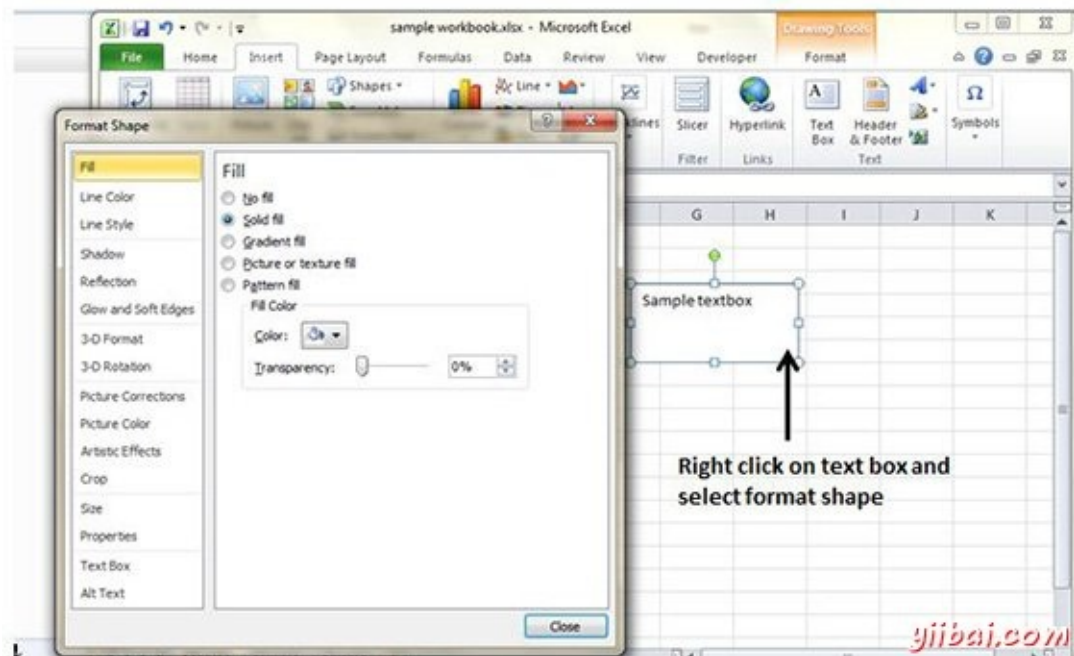 sample workbook.xlsx - Microsoft Excel
File Home Insert Page Layout Formulas Data Review View Developer Format
Shapes
Line
Slicer Hyperlink Text Box Header & Footer Symbols
Filter Links Text
Format Shape
Fill
Line Color
Line Style
Shadow
Reflection
Glow and Soft Edges
3-D Format
3-D Rotation
Picture Corrections
Picture Color
Artistic Effects
Crop
Size
Properties
Text Box
Alt Text
Fill
No fill
Solid fill
Gradient fill
Picture or texture fill
Pattern fill
Fill Color
Color:
Transparency: 0%
Close
G H I J K
Sample textbox
Right click on text box and
select format shape
yiibai.com